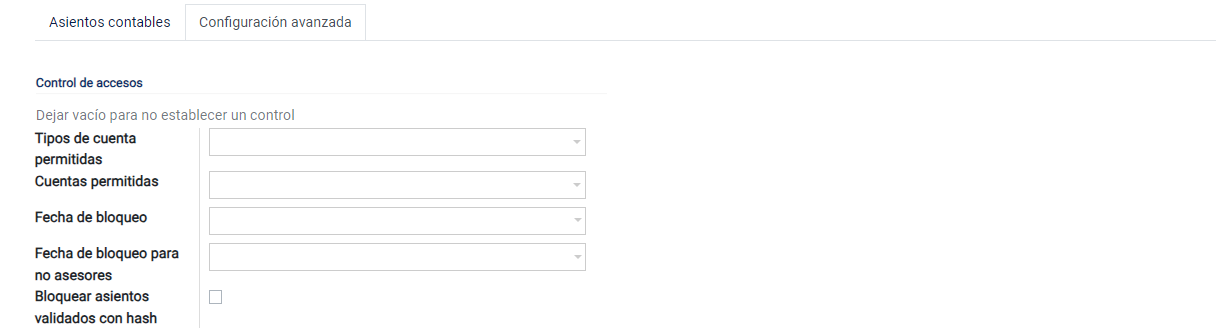 Asientos contables
Configuración avanzada
Control de accesos
Dejar vacío para no establecer un control
Tipos de cuenta
permitidas
Cuentas permitidas
Fecha de bloqueo
Fecha de bloqueo para
no asesores
Bloquear asientos
validados con hash